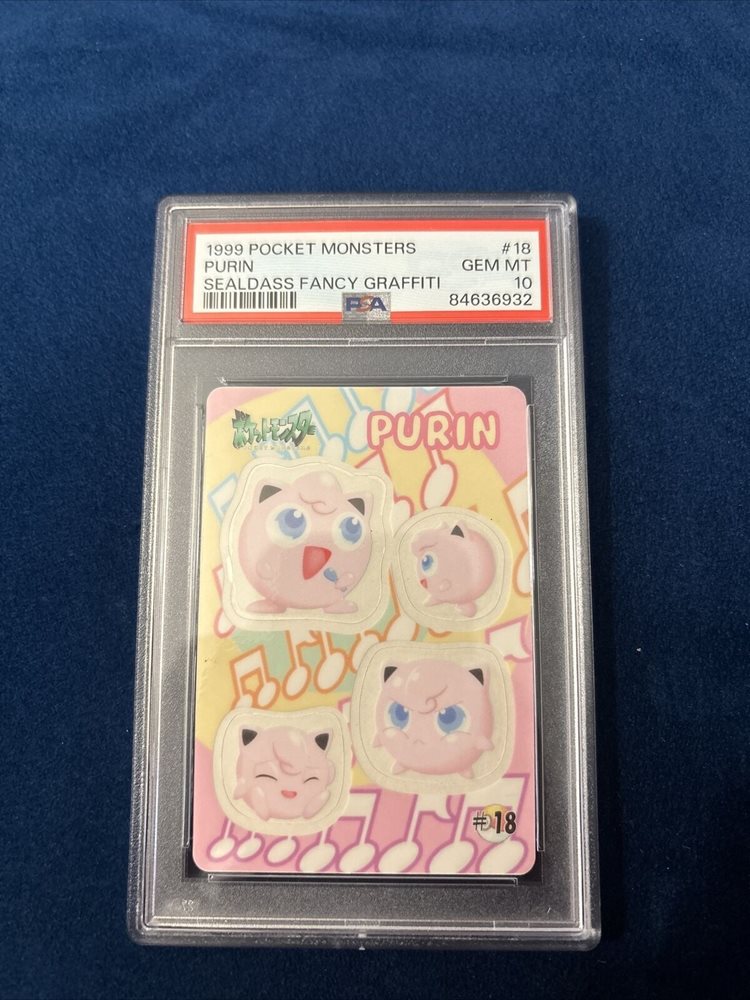 1999 POCKET MONSTERS #18
PURIN GEM MT
SEALDASS FANCY GRAFFITI 10
PSA 84636932
ポケットモンスター
PURIN
#18